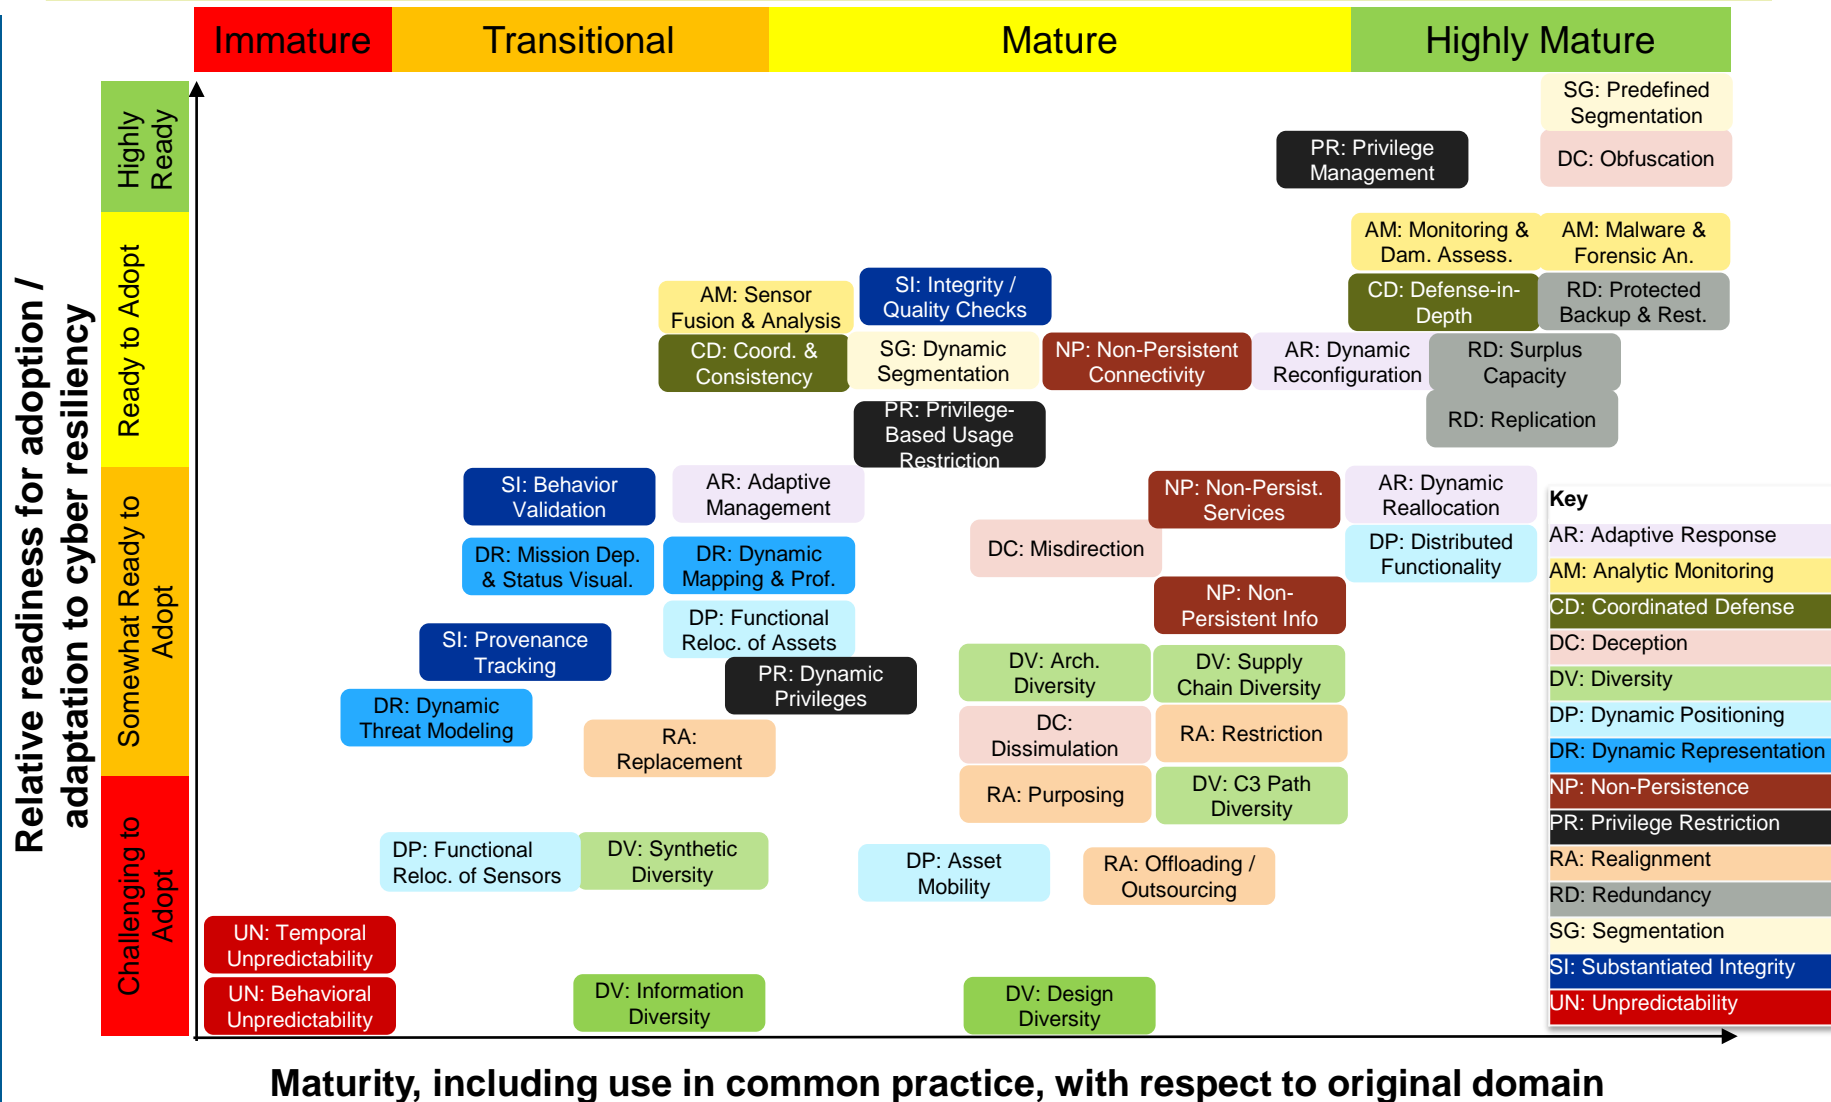 Immature
Transitional
Mature
Highly Mature
Relative readiness for adoption /
adaptation to cyber resiliency
Highly
Ready
Ready to Adopt
Somewhat Ready to
Adopt
Challenging to
Adopt
SG: Predefined
Segmentation
PR: Privilege
Management
DC: Obfuscation
AM: Monitoring &
Dam. Assess.
AM: Malware &
Forensic An.
AM: Sensor
Fusion & Analysis
SI: Integrity /
Quality Checks
CD: Defense-in-
Depth
RD: Protected
Backup & Rest.
CD: Coord. &
Consistency
SG: Dynamic
Segmentation
NP: Non-Persistent
Connectivity
AR: Dynamic
Reconfiguration
RD: Surplus
Capacity
PR: Privilege-
Based Usage
Restriction
RD: Replication
SI: Behavior
Validation
AR: Adaptive
Management
NP: Non-Persist.
Services
AR: Dynamic
Reallocation
DR: Mission Dep.
& Status Visual.
DR: Dynamic
Mapping & Prof.
DC: Misdirection
DP: Distributed
Functionality
DP: Functional
Reloc. of Assets
NP: Non-
Persistent Info
SI: Provenance
Tracking
PR: Dynamic
Privileges
DV: Arch.
Diversity
DV: Supply
Chain Diversity
DR: Dynamic
Threat Modeling
RA:
Replacement
DC:
Dissimulation
RA: Restriction
RA: Purposing
DV: C3 Path
Diversity
DP: Functional
Reloc. of Sensors
DV: Synthetic
Diversity
DP: Asset
Mobility
RA: Offloading /
Outsourcing
UN: Temporal
Unpredictability
UN: Behavioral
Unpredictability
DV: Information
Diversity
DV: Design
Diversity
Key
AR: Adaptive Response
AM: Analytic Monitoring
CD: Coordinated Defense
DC: Deception
DV: Diversity
DP: Dynamic Positioning
DR: Dynamic Representation
NP: Non-Persistence
PR: Privilege Restriction
RA: Realignment
RD: Redundancy
SG: Segmentation
SI: Substantiated Integrity
UN: Unpredictability
Maturity, including use in common practice, with respect to original domain